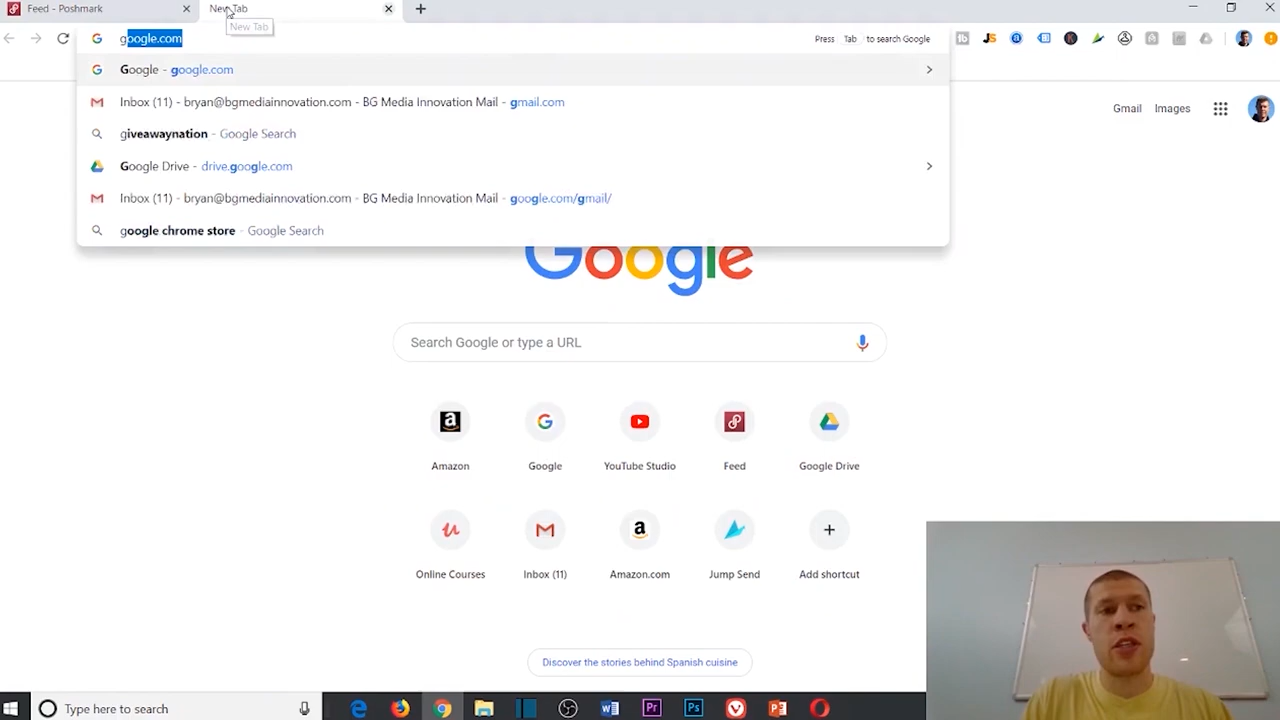 Feed - Poshmark
New Tab
New Tab
google.com
Press Tab to search Google
Google - google.com
Inbox (11) - bryan@bgmediainnovation.com - BG Media Innovation Mail - gmail.com
giveawaynation - Google Search
Google Drive - drive.google.com
Inbox (11) - bryan@bgmediainnovation.com - BG Media Innovation Mail - google.com/gmail/
google chrome store - Google Search
Gmail Images
Google
Search Google or type a URL
Amazon Google YouTube Studio Feed Google Drive
Online Courses Inbox (11) Amazon.com Jump Send Add shortcut
Discover the stories behind Spanish cuisine
Type here to search